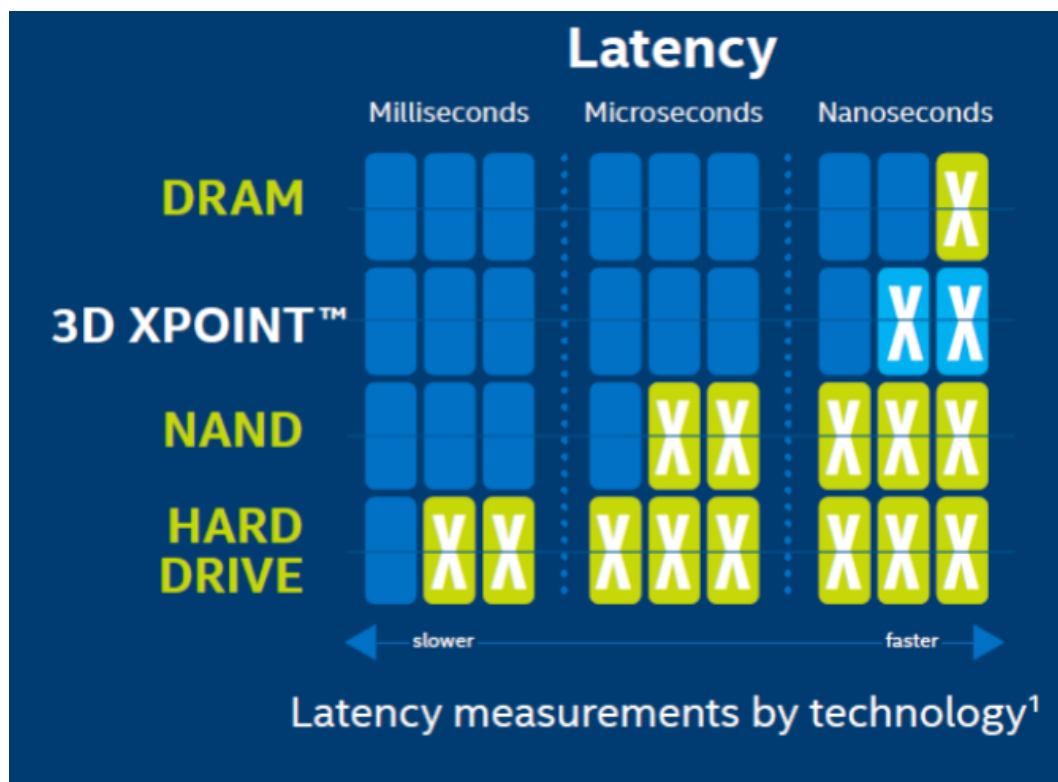 Latency
Milliseconds Microseconds Nanoseconds
DRAM X
3D XPOINT™ X X
NAND X X X X X
HARD
DRIVE X X X X X X X X
slower faster
Latency measurements by technology¹